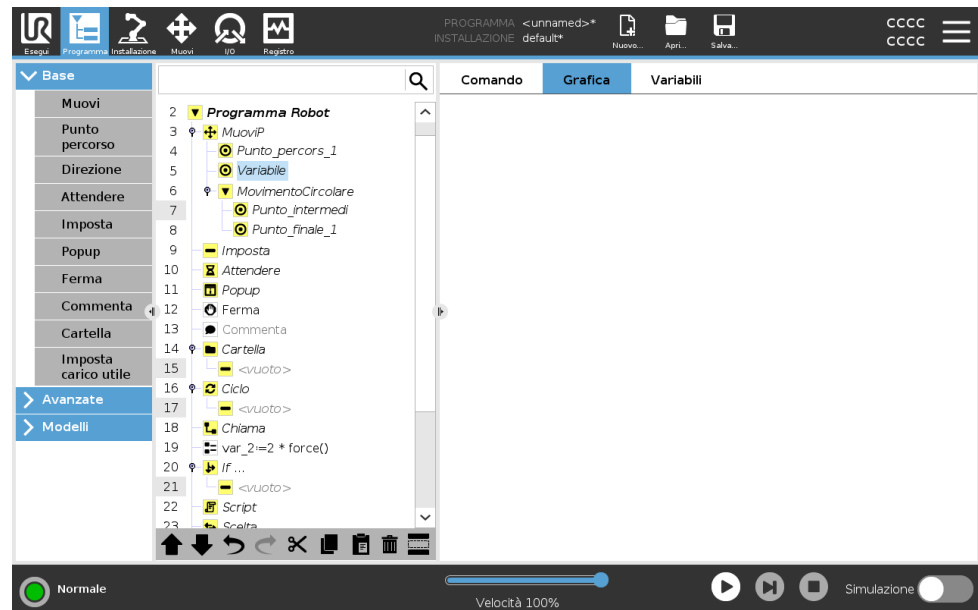 PROGRAMMA <unnamed>*
INSTALLAZIONE default*
Esegui
Programma
Installazione
Muovi
I/O
Registro
Nuovo...
Apri...
Salva...
CCCC
CCCC
Base
Muovi
Punto
percorso
Direzione
Attendere
Imposta
Popup
Ferma
Commenta
Cartella
Imposta
carico utile
Avanzate
Modelli
2 Programma Robot
3 MuoviP
4 Punto_percors_1
5 Variabile
6 MovimentoCircolare
7 Punto_intermedi
8 Punto_finale_1
9 Imposta
10 Attendere
11 Popup
12 Ferma
13 Commenta
14 Cartella
15 <vuoto>
16 Ciclo
17 <vuoto>
18 Chiama
19 var_2:=2 * force()
20 If ...
21 <vuoto>
22 Script
23 Scelta
Comando
Grafica
Variabili
Normale
Velocità 100%
Simulazione